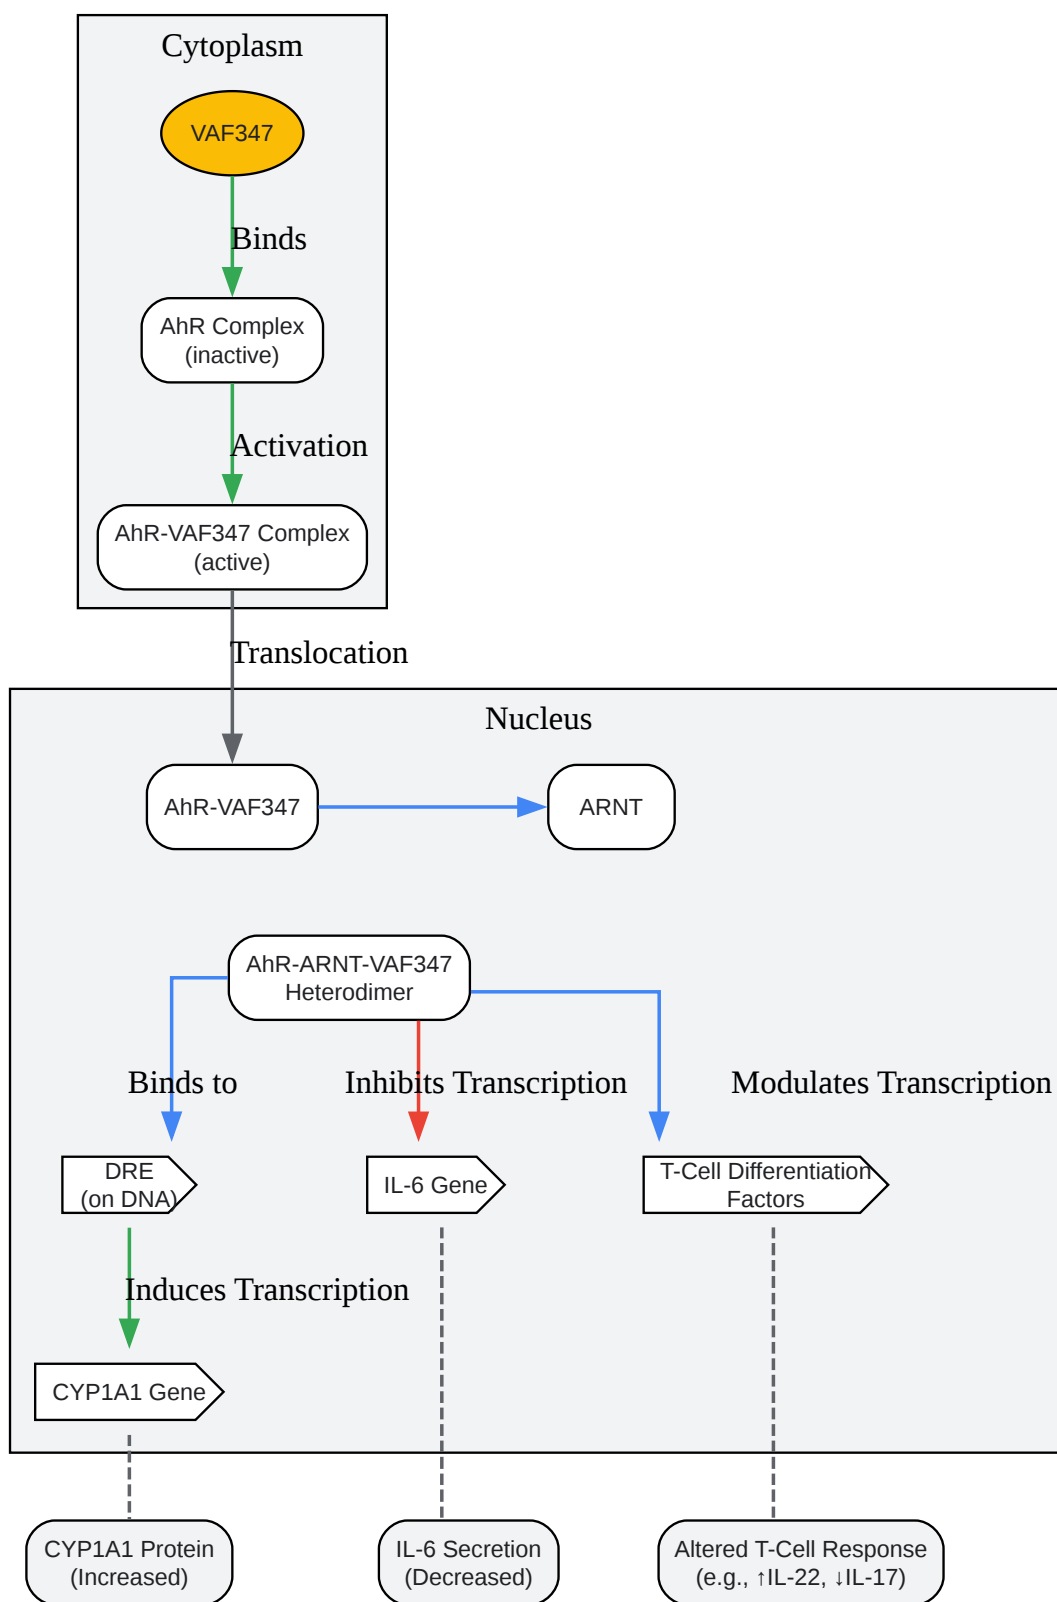 Cytoplasm
VAF347
Binds
AhR Complex
(inactive)
Activation
AhR-VAF347 Complex
(active)
Translocation
Nucleus
AhR-VAF347
ARNT
AhR-ARNT-VAF347
Heterodimer
Binds to
Inhibits Transcription
Modulates Transcription
DRE
(on DNA)
IL-6 Gene
T-Cell Differentiation
Factors
Induces Transcription
CYP1A1 Gene
CYP1A1 Protein
(Increased)
IL-6 Secretion
(Decreased)
Altered T-Cell Response
(e.g., ↑IL-22, ↓IL-17)